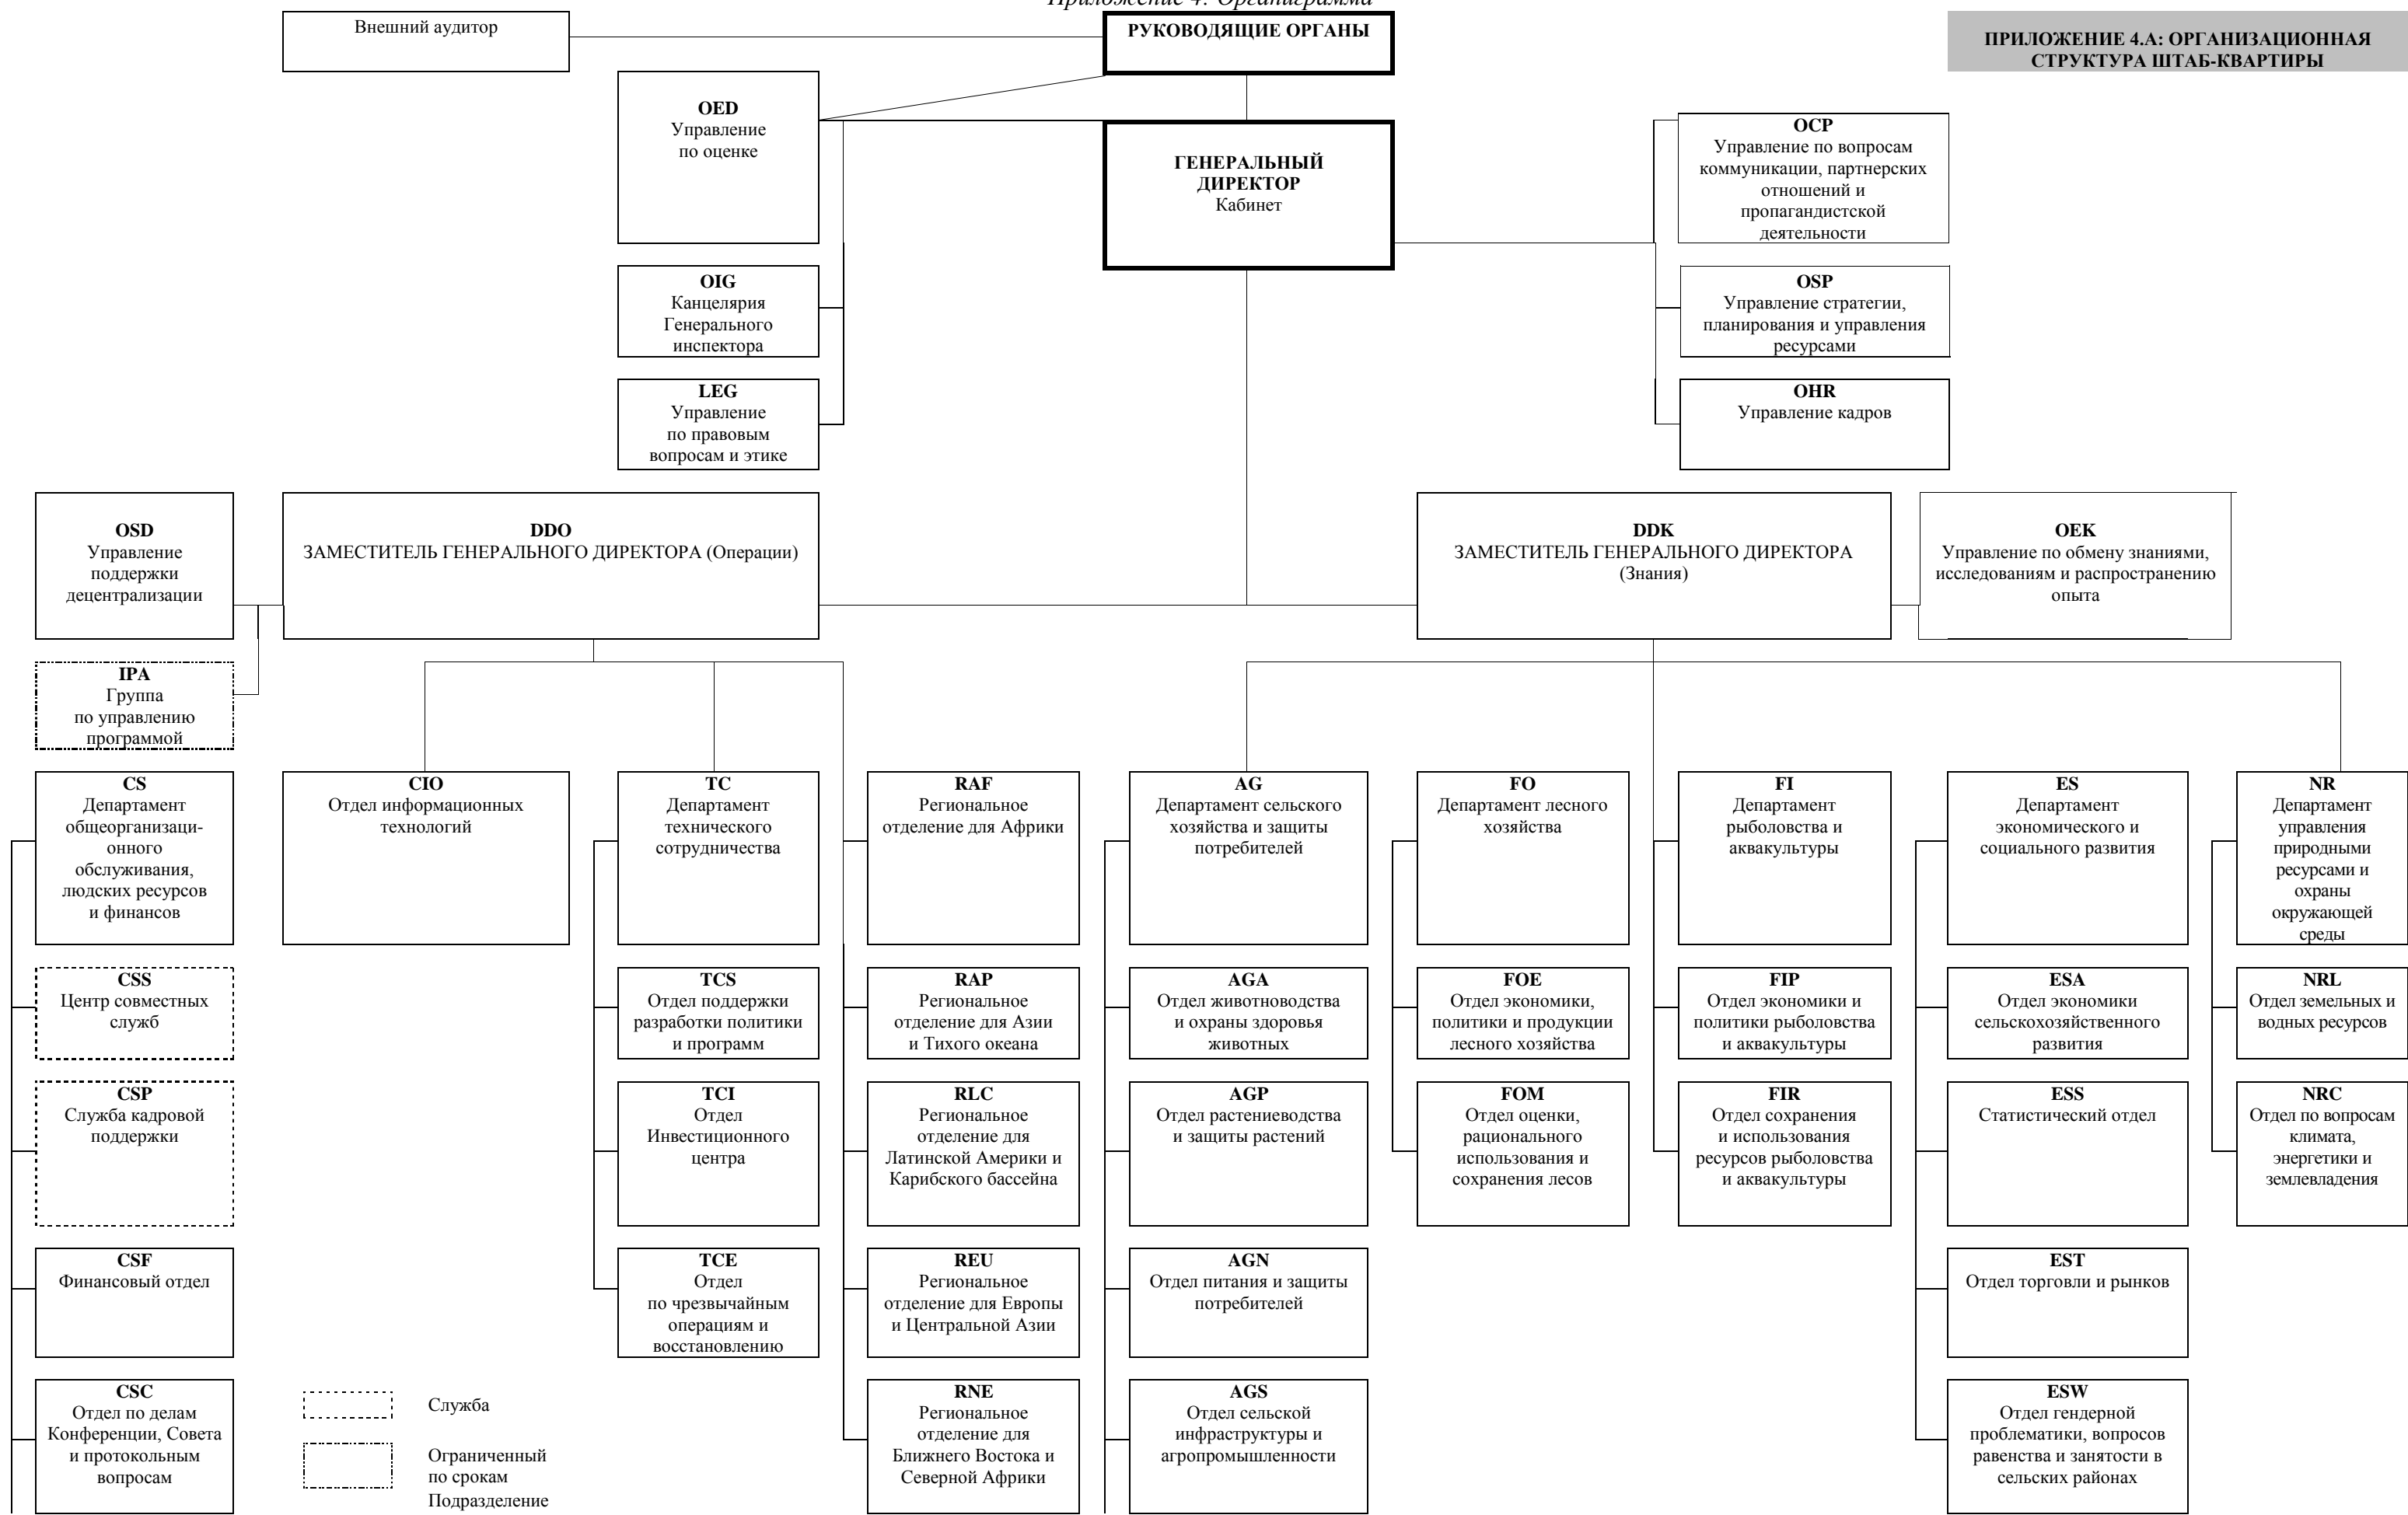 Приложение 4: Органиграмма
Внешний аудитор
РУКОВОДЯЩИЕ ОРГАНЫ
ПРИЛОЖЕНИЕ 4.А: ОРГАНИЗАЦИОННАЯ
СТРУКТУРА ШТАБ-КВАРТИРЫ
OED
Управление
по оценке
ГЕНЕРАЛЬНЫЙ
ДИРЕКТОР
Кабинет
OCP
Управление по вопросам
коммуникации, партнерских
отношений и
пропагандистской
деятельности
OIG
Канцелярия
Генерального
инспектора
OSP
Управление стратегии,
планирования и управления
ресурсами
LEG
Управление
по правовым
вопросам и этике
OHR
Управление кадров
OSD
Управление
поддержки
децентрализации
DDO
ЗАМЕСТИТЕЛЬ ГЕНЕРАЛЬНОГО ДИРЕКТОРА (Операции)
DDK
ЗАМЕСТИТЕЛЬ ГЕНЕРАЛЬНОГО ДИРЕКТОРА
(Знания)
OEK
Управление по обмену знаниями,
исследованиям и распространению
опыта
IPA
Группа
по управлению
программой
CS
Департамент
общеорганизаци-
онного
обслуживания,
людских ресурсов
и финансов
CIO
Отдел информационных
технологий
TC
Департамент
технического
сотрудничества
RAF
Региональное
отделение для Африки
AG
Департамент сельского
хозяйства и защиты
потребителей
FO
Департамент лесного
хозяйства
FI
Департамент
рыболовства и
аквакультуры
ES
Департамент
экономического и
социального развития
NR
Департамент
управления
природными
ресурсами и
охраны
окружающей
среды
CSS
Центр совместных
служб
TCS
Отдел поддержки
разработки политики
и программ
RAP
Региональное
отделение для Азии
и Тихого океана
AGA
Отдел животноводства
и охраны здоровья
животных
FOE
Отдел экономики,
политики и продукции
лесного хозяйства
FIP
Отдел экономики и
политики рыболовства
и аквакультуры
ESA
Отдел экономики
сельскохозяйственного
развития
NRL
Отдел земельных и
водных ресурсов
CSP
Служба кадровой
поддержки
TCI
Отдел
Инвестиционного
центра
RLC
Региональное
отделение для
Латинской Америки и
Карибского бассейна
AGP
Отдел растениеводства
и защиты растений
FOM
Отдел оценки,
рационального
использования и
сохранения лесов
FIR
Отдел сохранения
и использования
ресурсов рыболовства
и аквакультуры
ESS
Статистический отдел
NRC
Отдел по вопросам
климата,
энергетики и
землевладения
CSF
Финансовый отдел
TCE
Отдел
по чрезвычайным
операциям и
восстановлению
REU
Региональное
отделение для Европы
и Центральной Азии
AGN
Отдел питания и защиты
потребителей
EST
Отдел торговли и рынков
CSC
Отдел по делам
Конференции, Совета
и протокольным
вопросам
Служба
Ограниченный
по срокам
Подразделение
RNE
Региональное
отделение для
Ближнего Востока и
Северной Африки
AGS
Отдел сельской
инфраструктуры и
агропромышленности
ESW
Отдел гендерной
проблематики, вопросов
равенства и занятости в
сельских районах